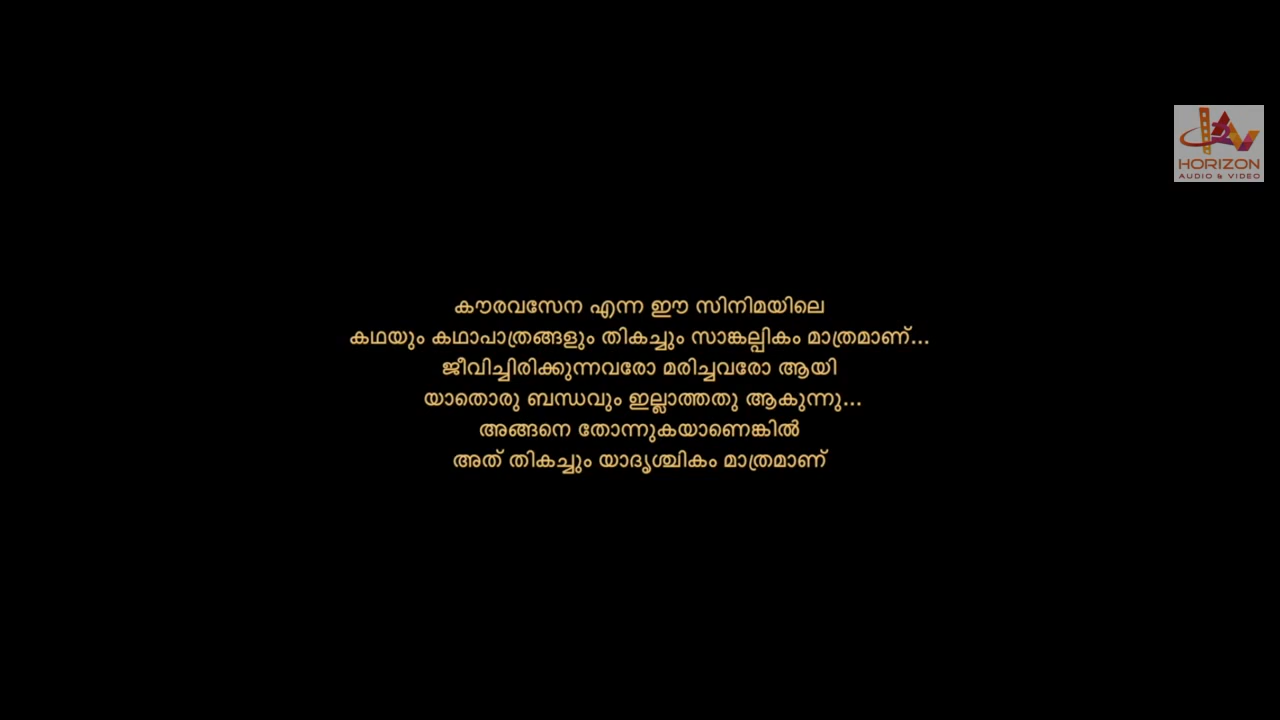 HORIZON
AUDIO & VIDEO
കൗരവസേന എന്ന ഈ സിനിമയിലെ
കഥയും കഥാപാത്രങ്ങളും തികച്ചും സാങ്കല്പികം മാത്രമാണ്...
ജീവിച്ചിരിക്കുന്നവരോ മരിച്ചവരോ ആയി
യാതൊരു ബന്ധവും ഇല്ലാത്തതു ആകുന്നു...
അങ്ങനെ തോന്നുകയാണെങ്കിൽ
അത് തികച്ചും യാദൃശ്ചികം മാത്രമാണ്